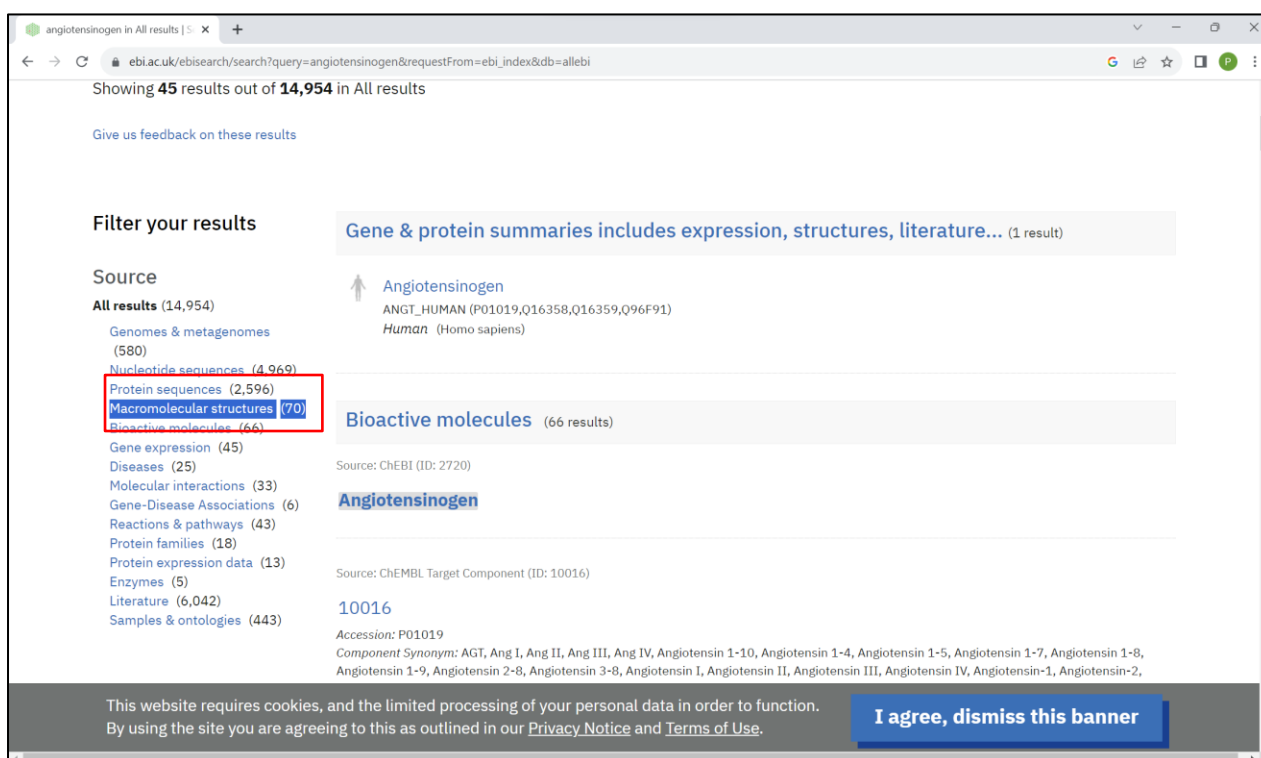 angiotensinogen in All results | S
ebi.ac.uk/ebisearch/search?query=angiotensinogen&requestFrom=ebi_index&db=allebi
G
P
Showing 45 results out of 14,954 in All results
Give us feedback on these results
Filter your results
Source
All results (14,954)
Genomes & metagenomes
(580)
Nucleotide sequences (4,969)
Protein sequences (2,596)
Macromolecular structures (70)
Bioactive molecules (66)
Gene expression (45)
Diseases (25)
Molecular interactions (33)
Gene-Disease Associations (6)
Reactions & pathways (43)
Protein families (18)
Protein expression data (13)
Enzymes (5)
Literature (6,042)
Samples & ontologies (443)
Gene & protein summaries includes expression, structures, literature... (1 result)
Angiotensinogen
ANGT_HUMAN (P01019,Q16358,Q16359,Q96F91)
Human (Homo sapiens)
Bioactive molecules (66 results)
Source: ChEBI (ID: 2720)
Angiotensinogen
Source: ChEMBL Target Component (ID: 10016)
10016
Accession: P01019
Component Synonym: AGT, Ang I, Ang II, Ang III, Ang IV, Angiotensin 1-10, Angiotensin 1-4, Angiotensin 1-5, Angiotensin 1-7, Angiotensin 1-8,
Angiotensin 1-9, Angiotensin 2-8, Angiotensin 3-8, Angiotensin I, Angiotensin II, Angiotensin III, Angiotensin IV, Angiotensin-1, Angiotensin-2,
This website requires cookies, and the limited processing of your personal data in order to function.
By using the site you are agreeing to this as outlined in our Privacy Notice and Terms of Use.
I agree, dismiss this banner